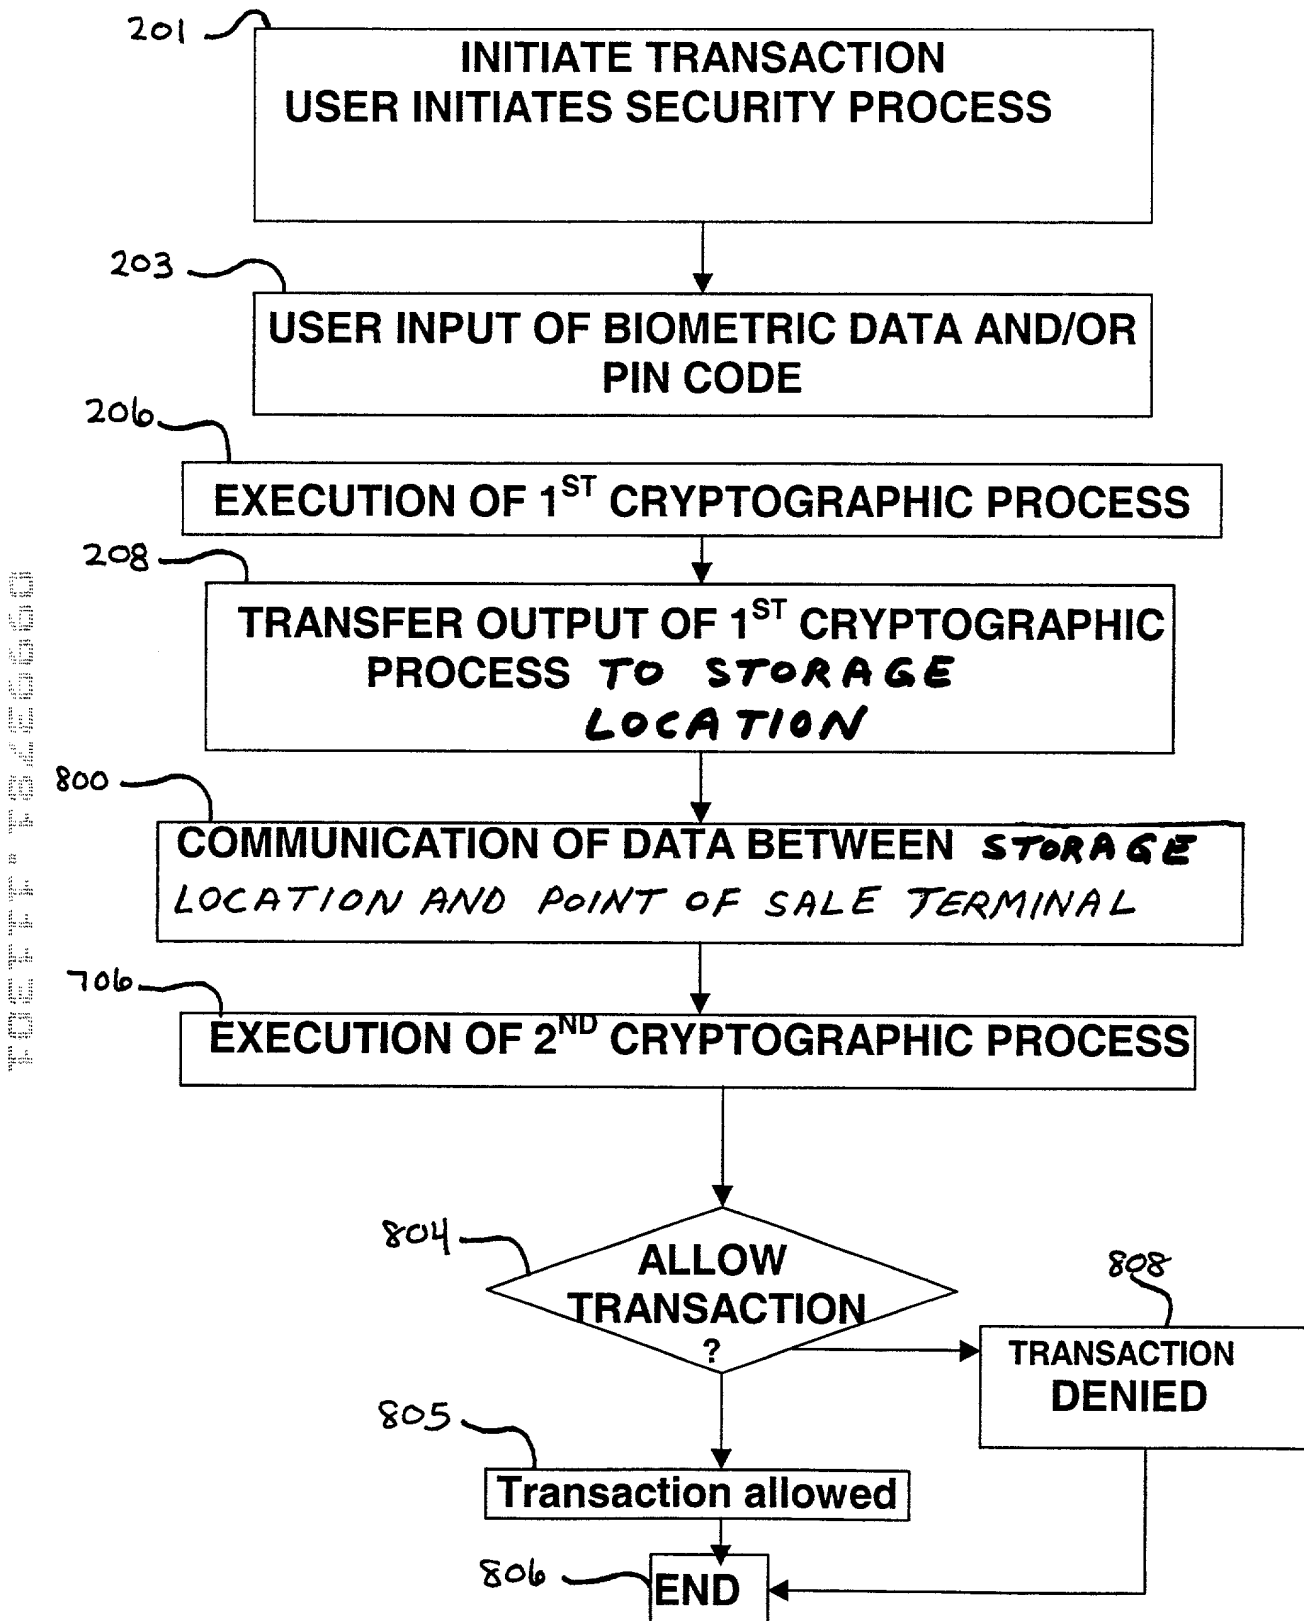 201
INITIATE TRANSACTION
USER INITIATES SECURITY PROCESS
203
USER INPUT OF BIOMETRIC DATA AND/OR
PIN CODE
206
EXECUTION OF 1ST CRYPTOGRAPHIC PROCESS
208
TRANSFER OUTPUT OF 1ST CRYPTOGRAPHIC
PROCESS TO STORAGE
LOCATION
800
COMMUNICATION OF DATA BETWEEN STORAGE
LOCATION AND POINT OF SALE TERMINAL
706
EXECUTION OF 2ND CRYPTOGRAPHIC PROCESS
804
ALLOW
TRANSACTION
?
808
TRANSACTION
DENIED
805
Transaction allowed
806
END